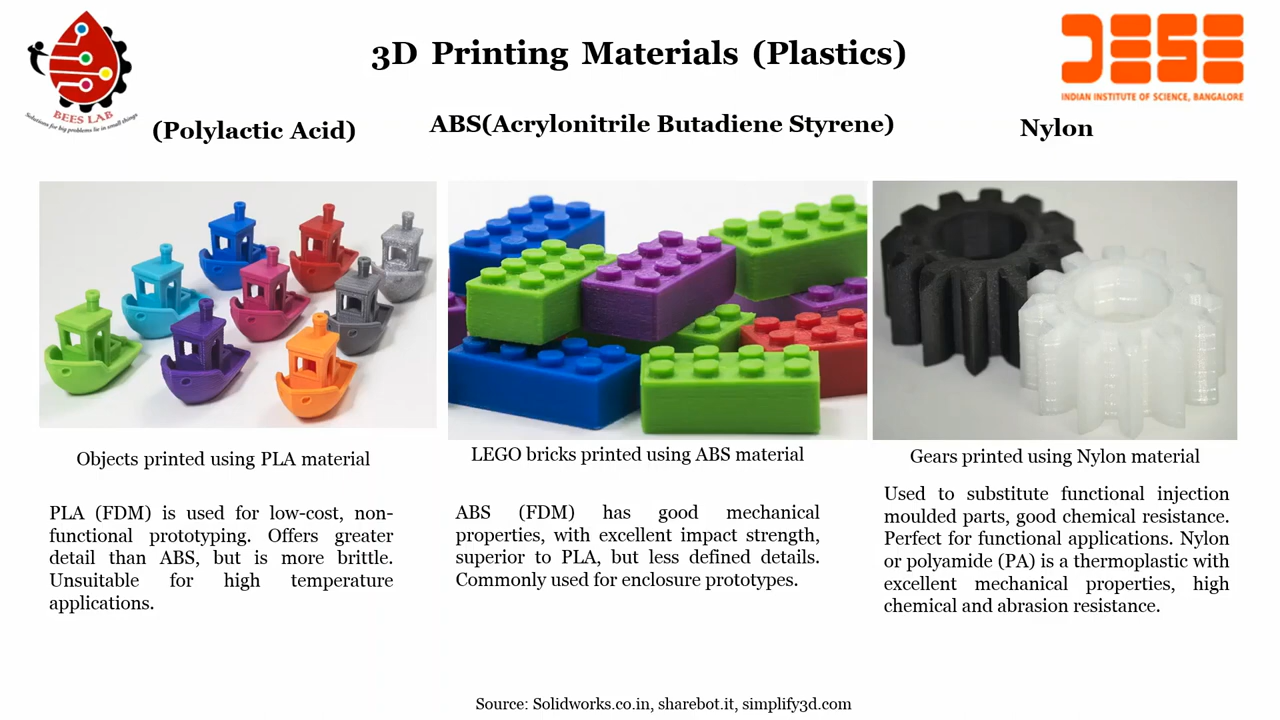 3D Printing Materials (Plastics)
BEES LAB
Solutions for big problems lie in small things
INDIAN INSTITUTE OF SCIENCE, BANGALORE
(Polylactic Acid)
ABS(Acrylonitrile Butadiene Styrene)
Nylon
Objects printed using PLA material
PLA (FDM) is used for low-cost, non-
functional prototyping. Offers greater
detail than ABS, but is more brittle.
Unsuitable for high temperature
applications.
LEGO bricks printed using ABS material
ABS (FDM) has good mechanical
properties, with excellent impact strength,
superior to PLA, but less defined details.
Commonly used for enclosure prototypes.
Gears printed using Nylon material
Used to substitute functional injection
moulded parts, good chemical resistance.
Perfect for functional applications. Nylon
or polyamide (PA) is a thermoplastic with
excellent mechanical properties, high
chemical and abrasion resistance.
Source: Solidworks.co.in, sharebot.it, simplify3d.com